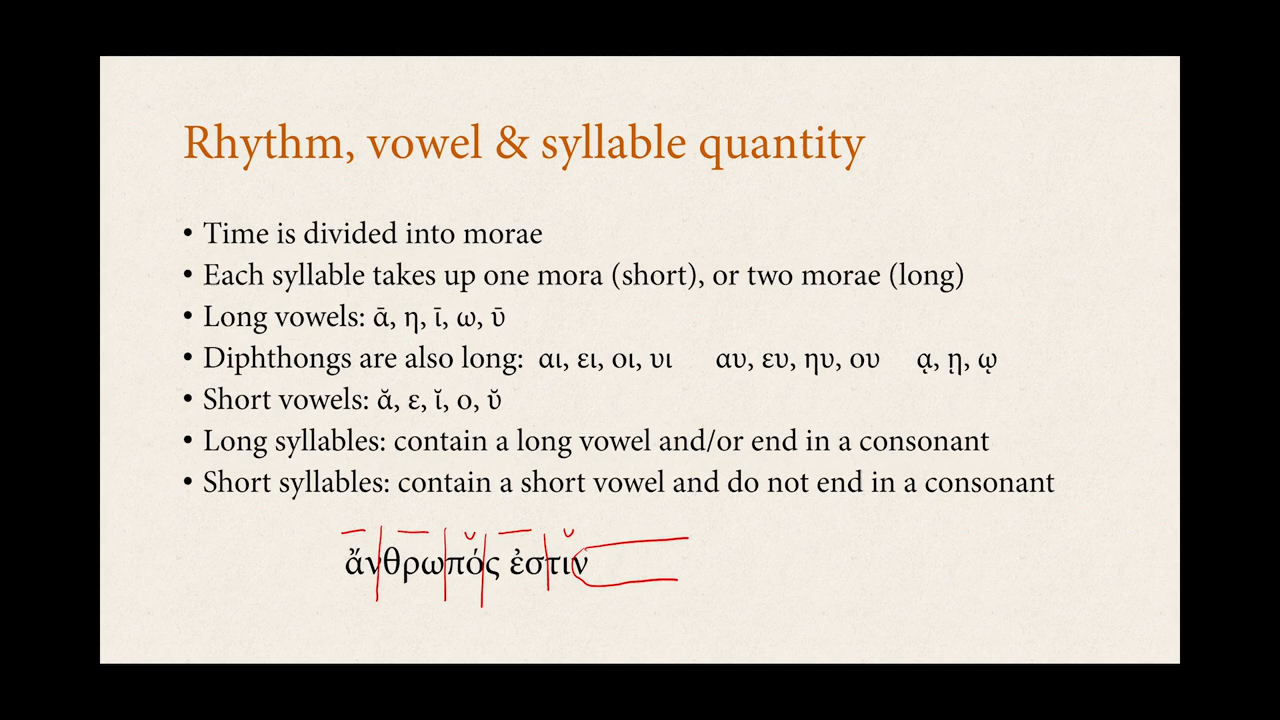 Rhythm, vowel & syllable quantity
• Time is divided into morae
• Each syllable takes up one mora (short), or two morae (long)
• Long vowels: ᾱ, η, ῑ, ω, ῡ
• Diphthongs are also long: αι, ει, οι, υι αυ, ευ, ηυ, ου ᾳ, ῃ, ῳ
• Short vowels: ᾰ, ε, ῐ, ο, ῠ
• Long syllables: contain a long vowel and/or end in a consonant
• Short syllables: contain a short vowel and do not end in a consonant
ἄνθρωπός ἐστιν